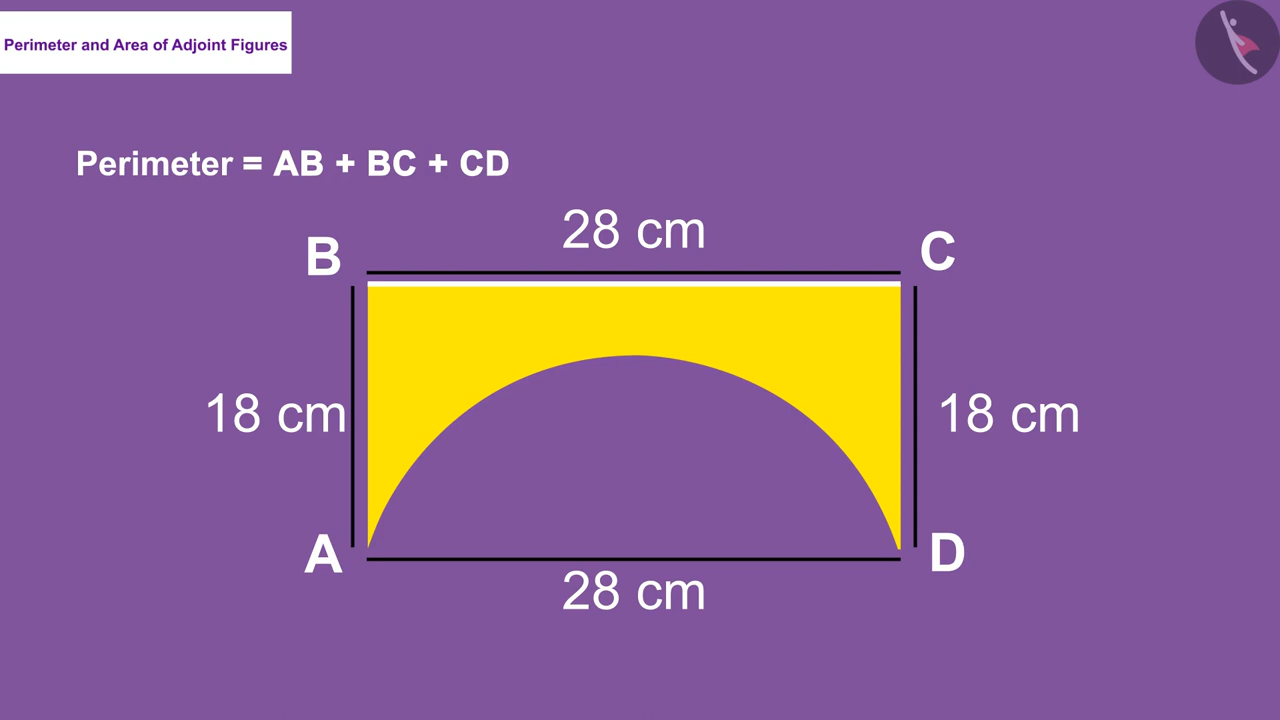 Perimeter and Area of Adjoint Figures
Perimeter = AB + BC + CD
28 cm
B
C
18 cm
18 cm
A
D
28 cm